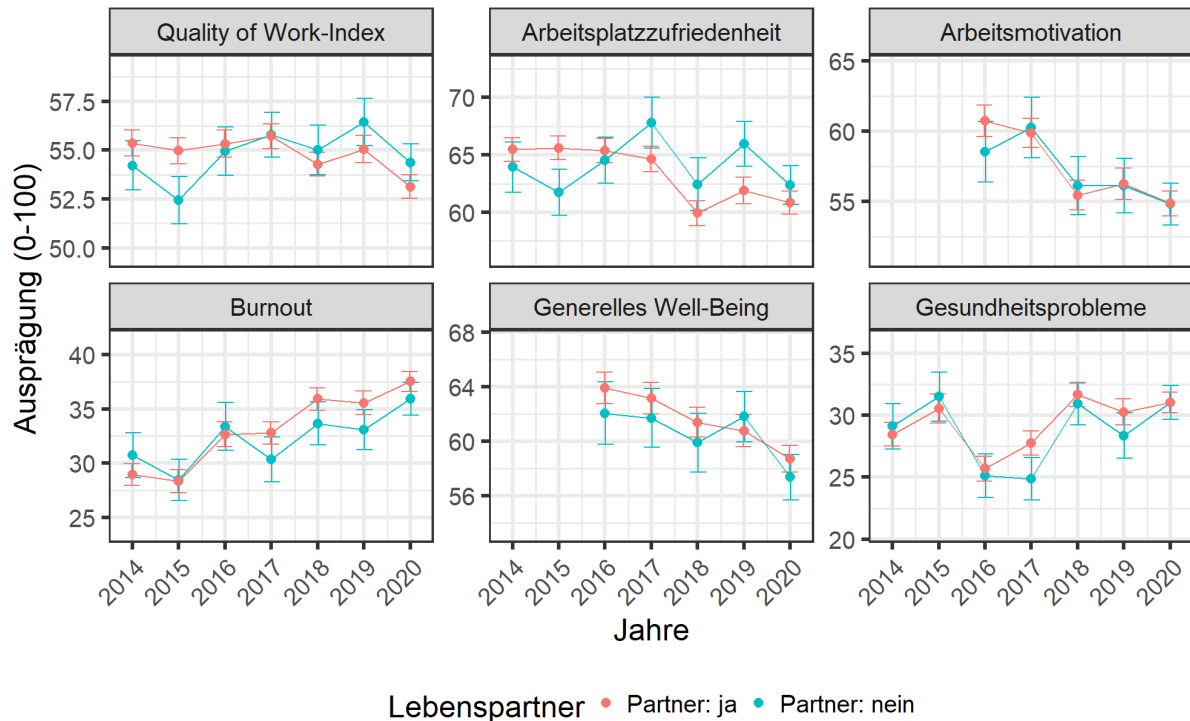 Quality of Work-Index
Arbeitsplatzzufriedenheit
Arbeitsmotivation
57.5
55.0
52.5
50.0
70
65
60
65
60
55
Ausprägung (0-100)
Burnout
Generelles Well-Being
Gesundheitsprobleme
40
35
30
25
68
64
60
56
35
30
25
20
2014 2015 2016 2017 2018 2019 2020
2014 2015 2016 2017 2018 2019 2020
2014 2015 2016 2017 2018 2019 2020
Jahre
Lebenspartner Partner: ja Partner: nein